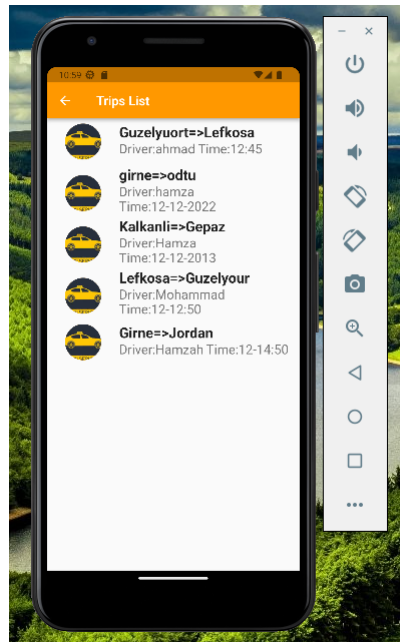 10:59
Trips List
Guzelyuort=>Lefkosa
Driver:ahmad Time:12:45
girne=>odtu
Driver:hamza
Time:12-12-2022
Kalkanli=>Gepaz
Driver:Hamza
Time:12-12-2013
Lefkosa=>Guzelyour
Driver:Mohammad
Time:12-12:50
Girne=>Jordan
Driver:Hamzah Time:12-14:50